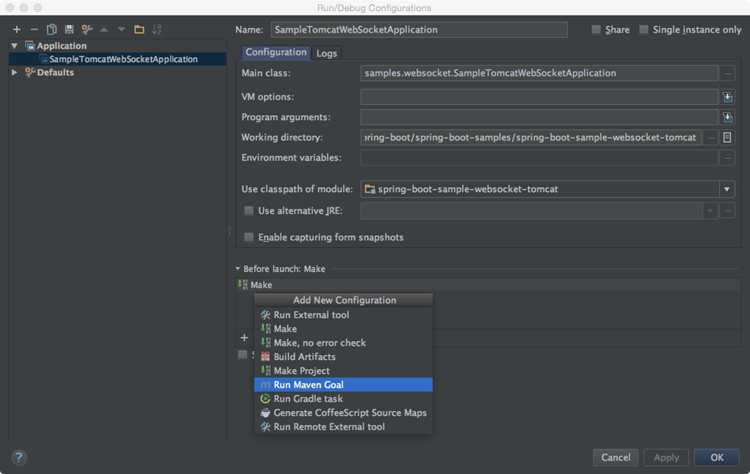 Run/Debug Configurations
Application
SampleTomcatWebSocketApplication
Defaults
Name: SampleTomcatWebSocketApplication Share Single instance only
Configuration Logs
Main class: samples.websocket.SampleTomcatWebSocketApplication ...
VM options:
Program arguments:
Working directory: ring-boot/spring-boot-samples/spring-boot-sample-websocket-tomcat ...
Environment variables: ...
Use classpath of module: spring-boot-sample-websocket-tomcat
Use alternative JRE: ...
Enable capturing form snapshots
Before launch: Make
Make
Add New Configuration
Run External tool
Make
Make, no error check
Build Artifacts
Make Project
Run Maven Goal
Run Gradle task
Generate CoffeeScript Source Maps
Run Remote External tool
? Cancel Apply OK